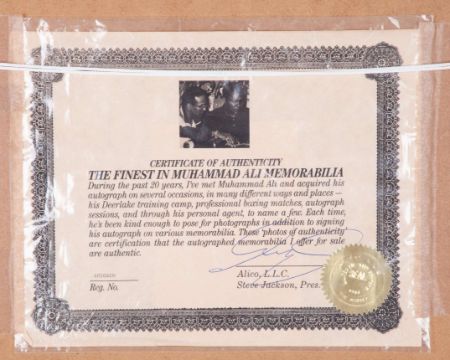 CERTIFICATE OF AUTHENTICITY
THE FINEST IN MUHAMMAD ALI MEMORABILIA
During the past 20 years, I've met Muhammad Ali and acquired his
autograph on several occasions, in many different ways and places —
his Deerlake training camp, professional boxing matches, autograph
sessions, and through his personal agent, to name a few. Each time,
he's been kind enough to pose for photographs in addition to signing
his autograph on various memorabilia. These 'photos of authenticity'
are certification that the autographed memorabilia I offer for sale
are authentic.
Reg. No.
Alico, L.L.C.
Steve Jackson, Pres.